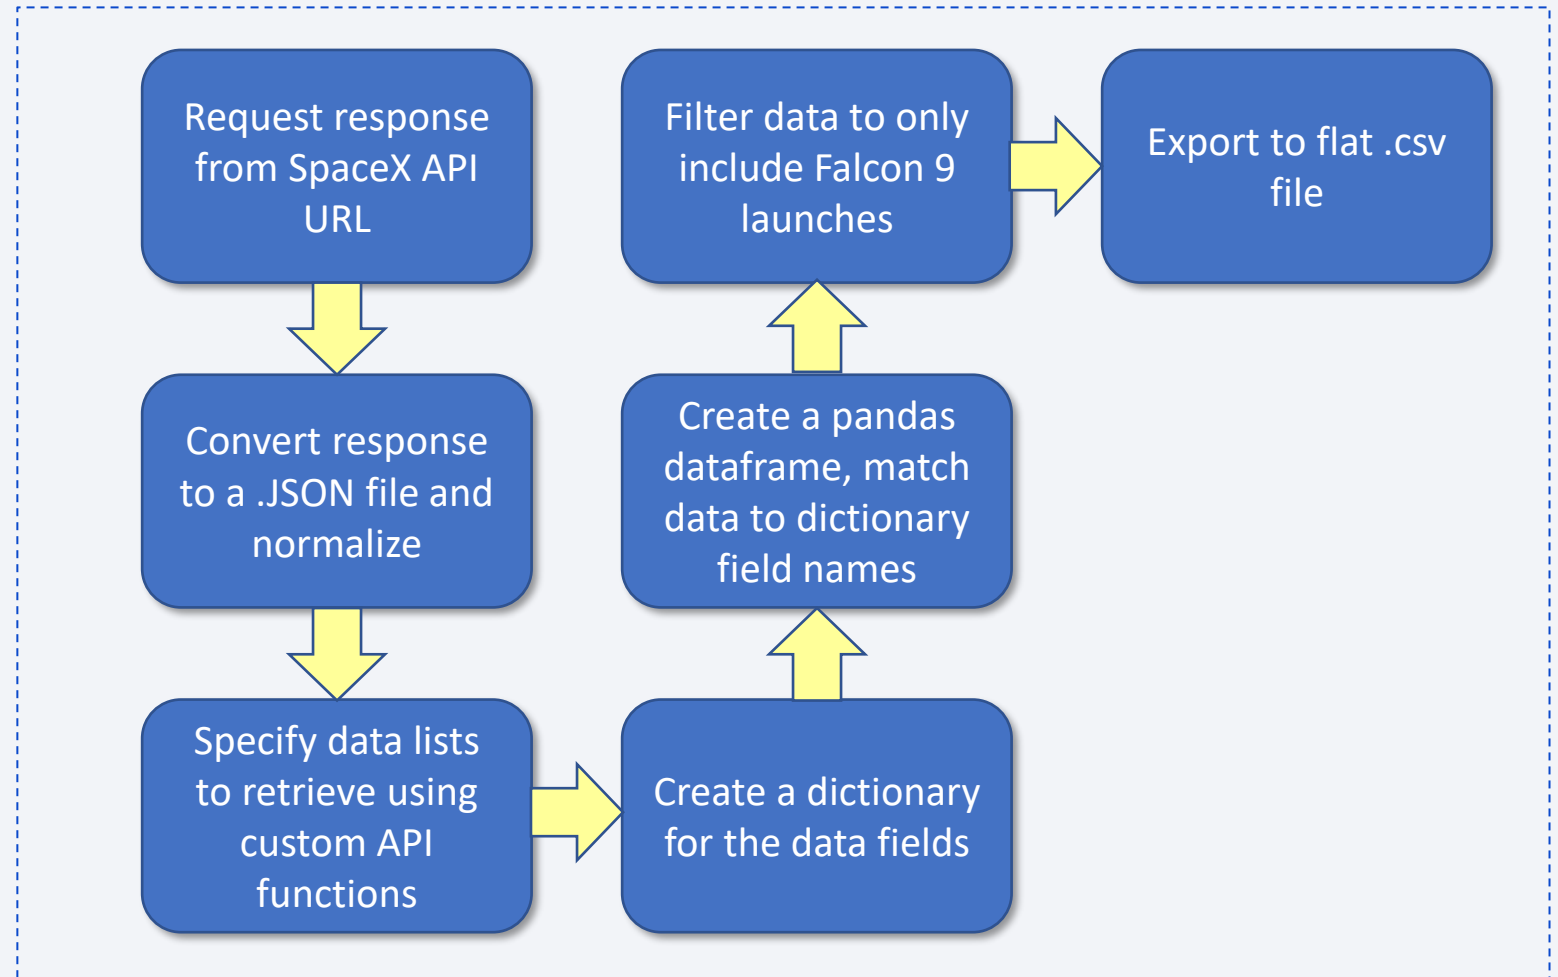 Request response
from SpaceX API
URL
Convert response
to a .JSON file and
normalize
Specify data lists
to retrieve using
custom API
functions
Create a dictionary
for the data fields
Create a pandas
dataframe, match
data to dictionary
field names
Filter data to only
include Falcon 9
launches
Export to flat .csv
file